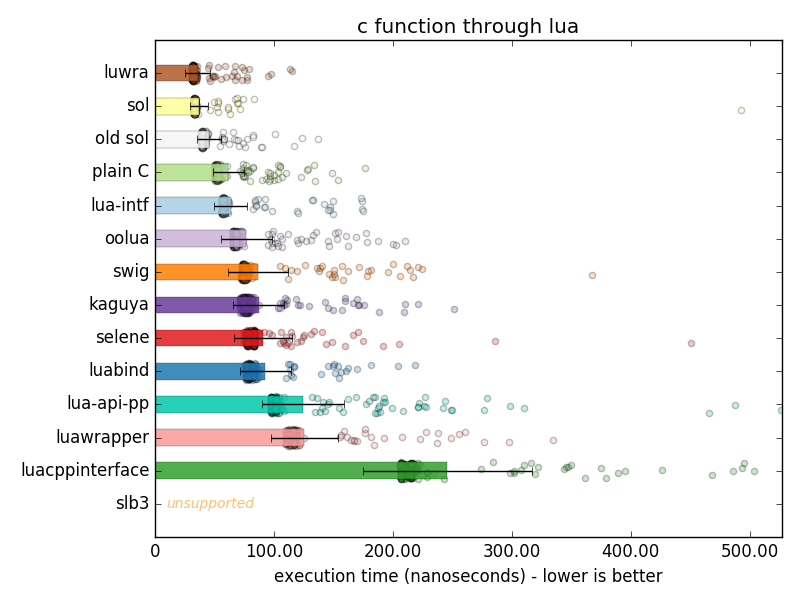 c function through lua
luwra
sol
old sol
plain C
lua-intf
oolua
swig
kaguya
selene
luabind
lua-api-pp
luawrapper
luacppinterface
slb3 unsupported
0 100.00 200.00 300.00 400.00 500.00
execution time (nanoseconds) - lower is better